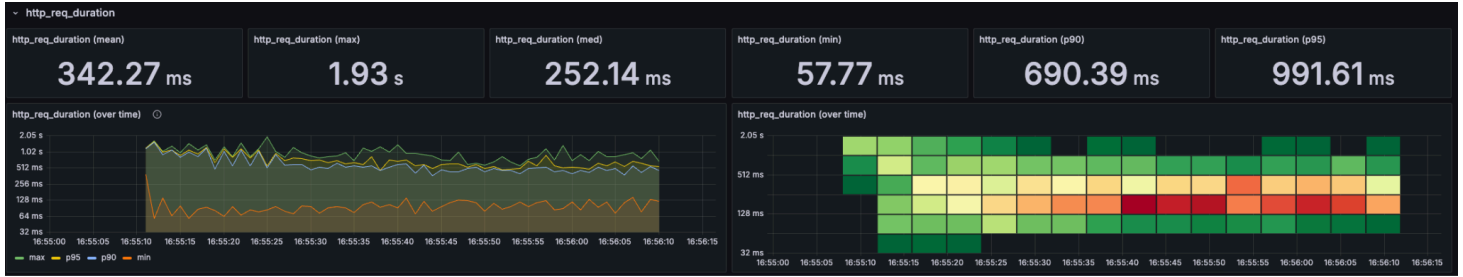 http_req_duration
http_req_duration (mean)
342.27 ms
http_req_duration (max)
1.93 s
http_req_duration (med)
252.14 ms
http_req_duration (min)
57.77 ms
http_req_duration (p90)
690.39 ms
http_req_duration (p95)
991.61 ms
http_req_duration (over time)
2.05 s
1.02 s
512 ms
256 ms
128 ms
64 ms
32 ms
16:55:00 16:55:05 16:55:10 16:55:15 16:55:20 16:55:25 16:55:30 16:55:35 16:55:40 16:55:45 16:55:50 16:55:55 16:56:00 16:56:05 16:56:10 16:56:15
max p95 p90 min
http_req_duration (over time)
2.05 s
512 ms
128 ms
32 ms
16:55:00 16:55:05 16:55:10 16:55:15 16:55:20 16:55:25 16:55:30 16:55:35 16:55:40 16:55:45 16:55:50 16:55:55 16:56:00 16:56:05 16:56:10 16:56:15